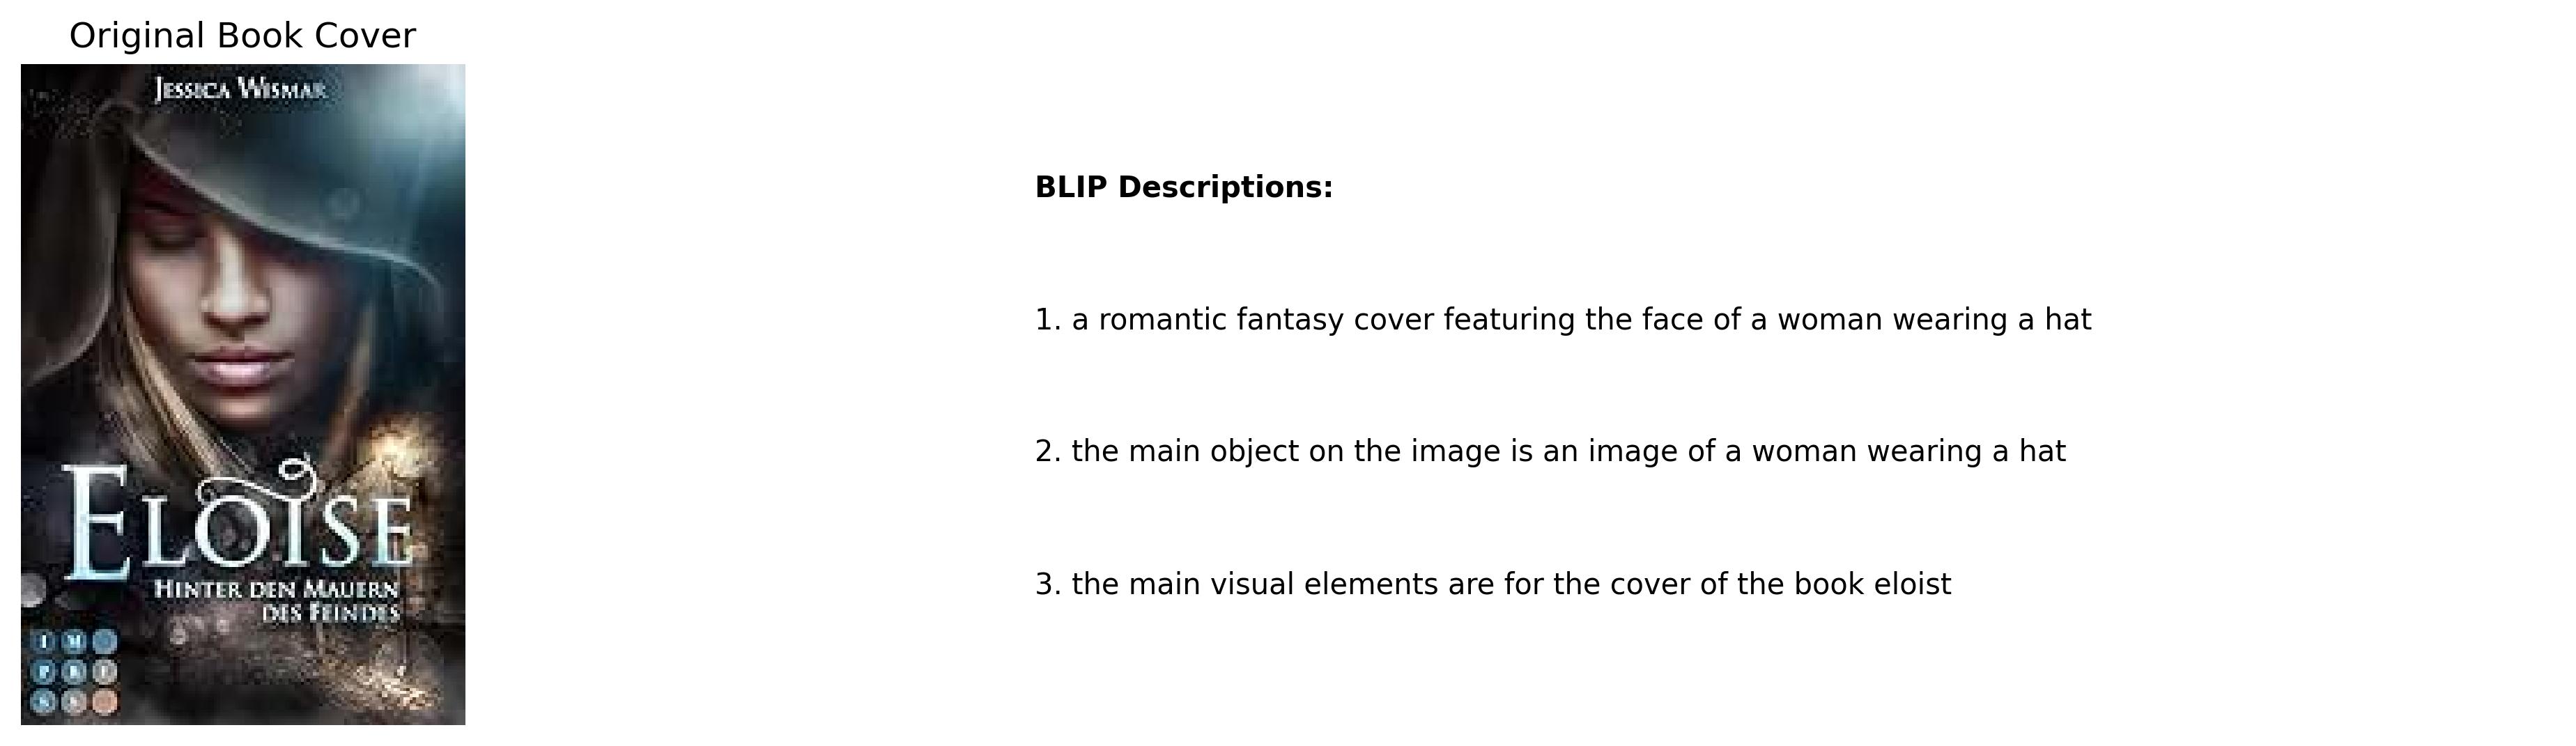 Original Book Cover
JESSICA WISMAR
ELOISE
HINTER DEN MAUERN
DES FEINDES
I M
P R E
S S
BLIP Descriptions:
1. a romantic fantasy cover featuring the face of a woman wearing a hat
2. the main object on the image is an image of a woman wearing a hat
3. the main visual elements are for the cover of the book eloist